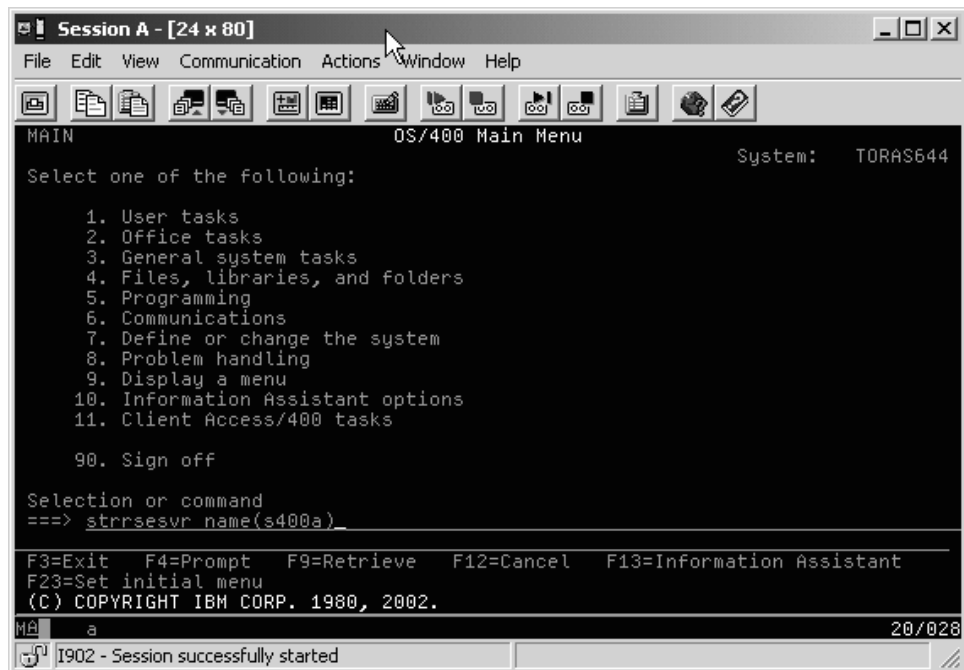 Session A - [24 x 80]
File Edit View Communication Actions Window Help
MAIN OS/400 Main Menu
System: TORAS644
Select one of the following:
1. User tasks
2. Office tasks
3. General system tasks
4. Files, libraries, and folders
5. Programming
6. Communications
7. Define or change the system
8. Problem handling
9. Display a menu
10. Information Assistant options
11. Client Access/400 tasks
90. Sign off
Selection or command
===> strrsesvr name(s400a)_
F3=Exit F4=Prompt F9=Retrieve F12=Cancel F13=Information Assistant
F23=Set initial menu
(C) COPYRIGHT IBM CORP. 1980, 2002.
MA a 20/028
I902 - Session successfully started